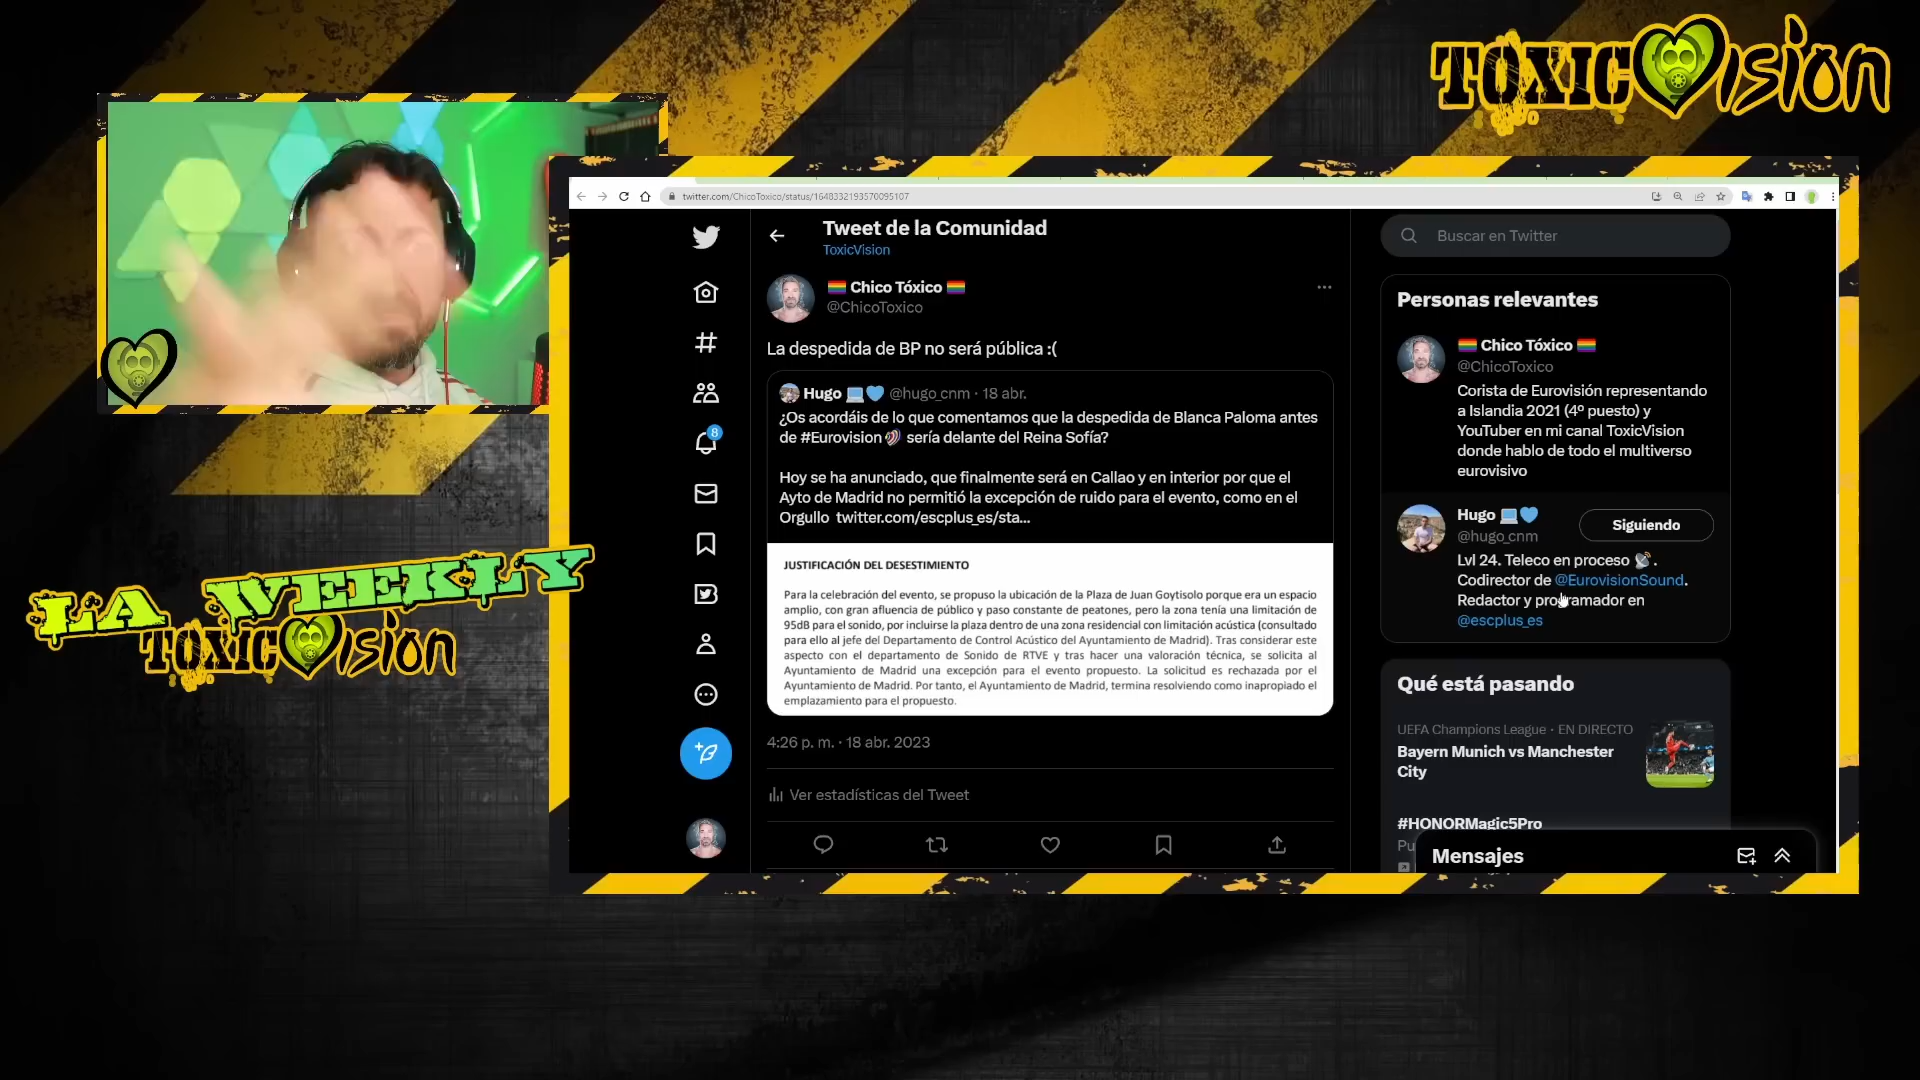 TOXICVision
LA WEEKLY
TOXICVision
twitter.com/ChicoToxico/status/1648332193570095107
Tweet de la Comunidad
ToxicVision
Chico Tóxico
@ChicoToxico
La despedida de BP no será pública :(
Hugo @hugo_cnm · 18 abr.
¿Os acordáis de lo que comentamos que la despedida de Blanca Paloma antes
de #Eurovision sería delante del Reina Sofía?
Hoy se ha anunciado, que finalmente será en Callao y en interior por que el
Ayto de Madrid no permitió la excepción de ruido para el evento, como en el
Orgullo twitter.com/escplus_es/sta...
JUSTIFICACIÓN DEL DESESTIMIENTO
Para la celebración del evento, se propuso la ubicación de la Plaza de Juan Goytisolo porque era un espacio
amplio, con gran afluencia de público y paso constante de peatones, pero la zona tenía una limitación de
95dB para el sonido, por incluirse la plaza dentro de una zona residencial con limitación acústica (consultado
para ello al jefe del Departamento de Control Acústico del Ayuntamiento de Madrid). Tras considerar este
aspecto con el departamento de Sonido de RTVE y tras hacer una valoración técnica, se solicita al
Ayuntamiento de Madrid una excepción para el evento propuesto. La solicitud es rechazada por el
Ayuntamiento de Madrid. Por tanto, el Ayuntamiento de Madrid, termina resolviendo como inapropiado el
emplazamiento para el propuesto.
4:26 p. m. · 18 abr. 2023
Ver estadísticas del Tweet
8
Buscar en Twitter
Personas relevantes
Chico Tóxico
@ChicoToxico
Corista de Eurovisión representando
a Islandia 2021 (4º puesto) y
YouTuber en mi canal ToxicVision
donde hablo de todo el multiverso
eurovisivo
Hugo
@hugo_cnm
Siguiendo
Lvl 24. Teleco en proceso .
Codirector de @EurovisionSound.
Redactor y programador en
@escplus_es
Qué está pasando
UEFA Champions League · EN DIRECTO
Bayern Munich vs Manchester
City
#HONORMagic5Pro
Pu
Mensajes